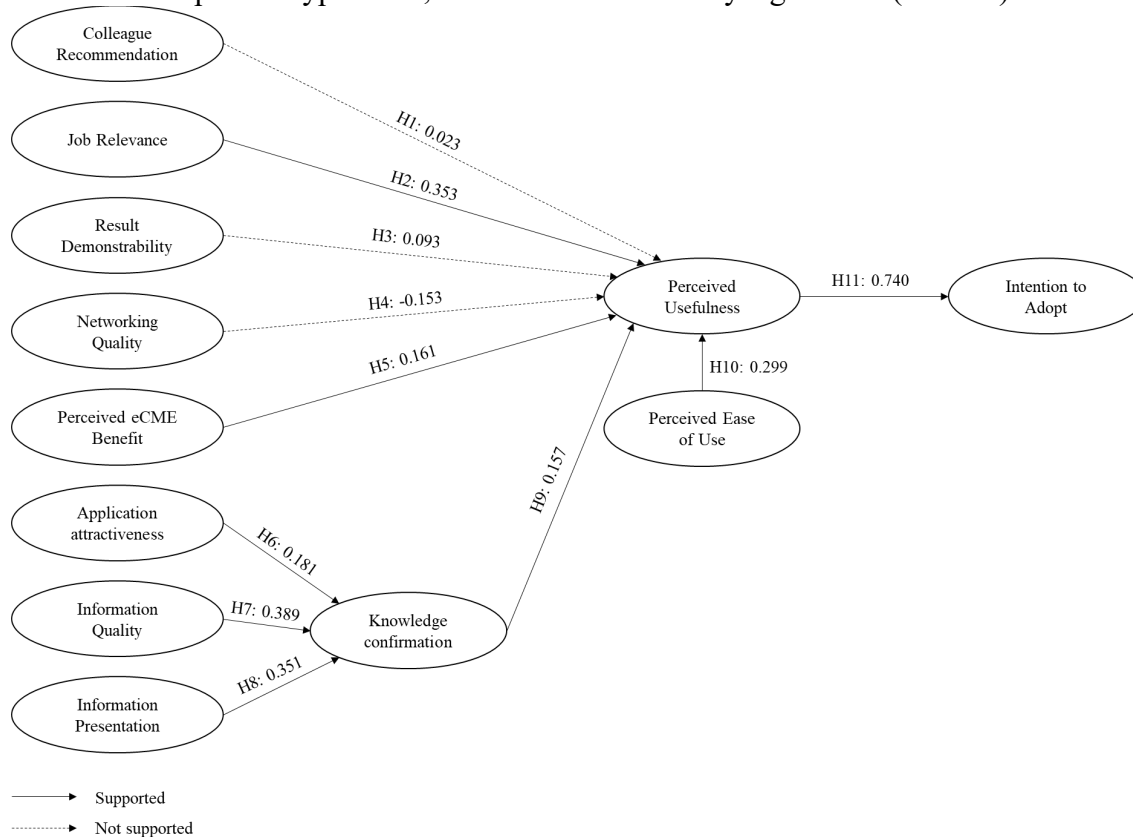 Colleague
Recommendation
H1: 0.023
Job Relevance
H2: 0.353
Result
Demonstrability
H3: 0.093
Networking
Quality
H4: -0.153
Perceived eCME
Benefit
H5: 0.161
Perceived
Usefulness
H11: 0.740
Intention to
Adopt
H10: 0.299
Perceived Ease
of Use
H9: 0.157
Application
attractiveness
H6: 0.181
Information
Quality
H7: 0.389
Knowledge
confirmation
Information
Presentation
H8: 0.351
Supported
Not supported